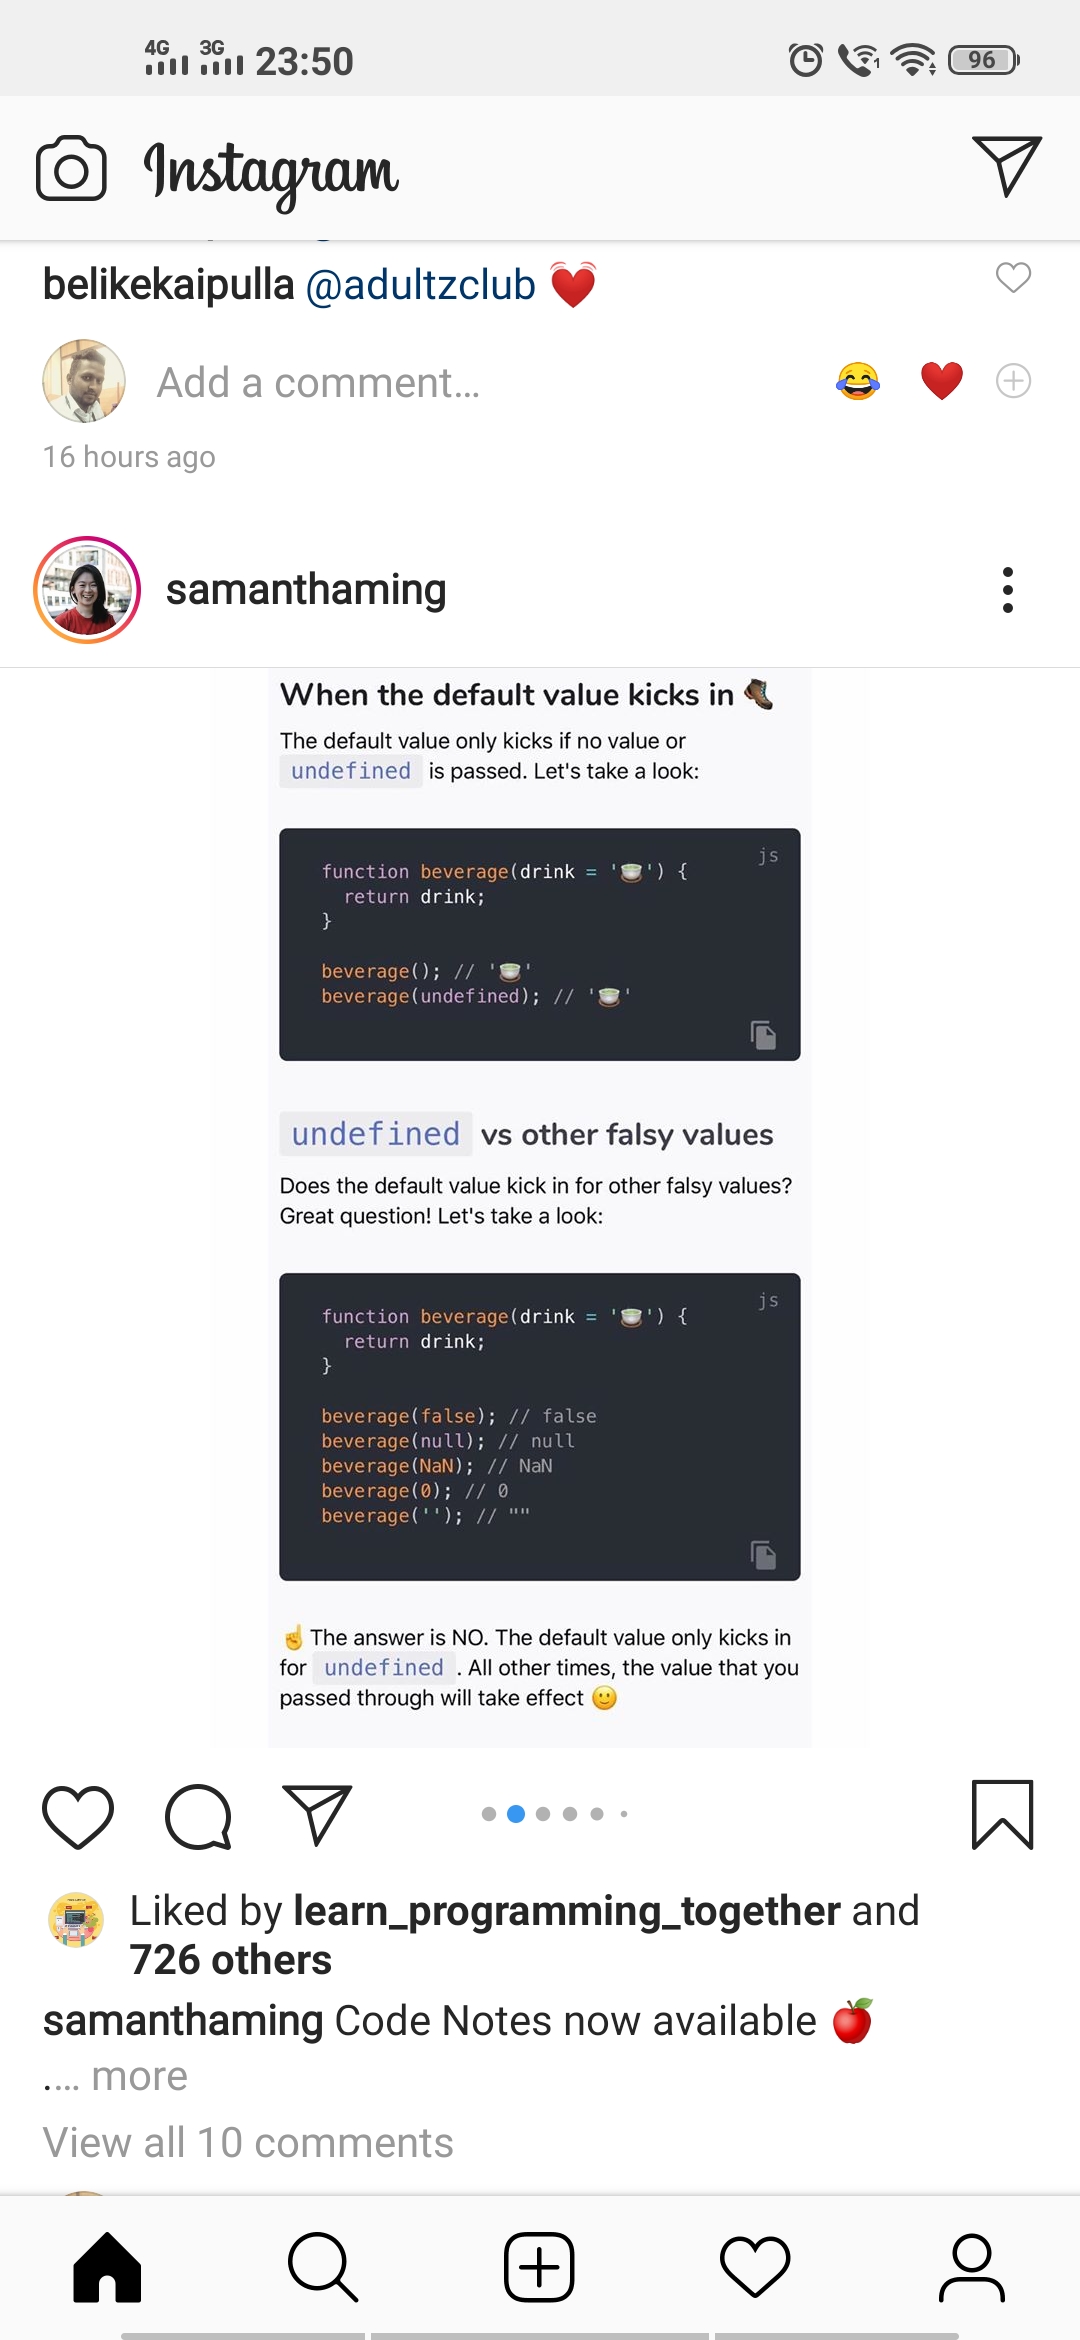 4G 3G 23:50 1 96
Instagram
belikekaipulla @adultzclub 💓
Add a comment... 😂 ❤️
16 hours ago
samanthaming
When the default value kicks in 🥾
The default value only kicks if no value or
undefined is passed. Let's take a look:
js
function beverage(drink = '🍵') {
return drink;
}
beverage(); // '🍵'
beverage(undefined); // '🍵'
undefined vs other falsy values
Does the default value kick in for other falsy values?
Great question! Let's take a look:
js
function beverage(drink = '🍵') {
return drink;
}
beverage(false); // false
beverage(null); // null
beverage(NaN); // NaN
beverage(0); // 0
beverage(''); // ""
☝️ The answer is NO. The default value only kicks in
for undefined . All other times, the value that you
passed through will take effect 🙂
Liked by learn_programming_together and
726 others
samanthaming Code Notes now available 🍎
.... more
View all 10 comments